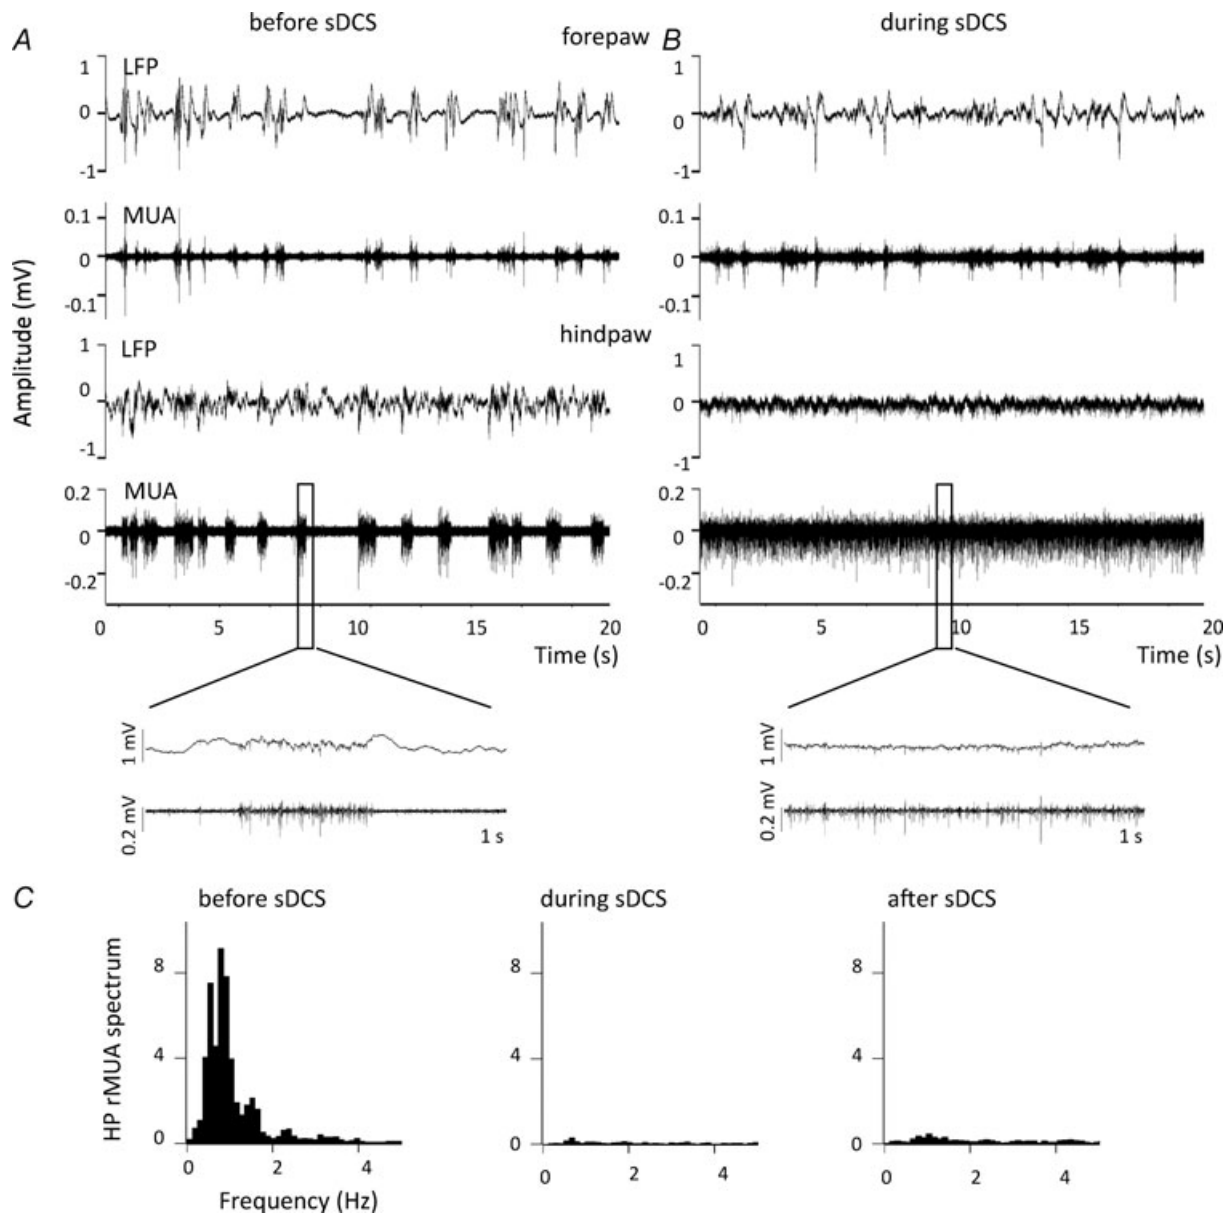 A
before sDCS
forepaw
B
during sDCS
LFP
1
0
-1
1
0
-1
MUA
0.1
0
-0.1
0.1
0
-0.1
Amplitude (mV)
hindpaw
LFP
1
0
-1
1
0
-1
MUA
0.2
0
-0.2
0.2
0
-0.2
0 5 10 15 20
Time (s)
0 5 10 15 20
Time (s)
1 mV
0.2 mV
1 s
1 mV
0.2 mV
1 s
C
before sDCS
during sDCS
after sDCS
HP rMUA spectrum
8
4
0
8
4
0
8
4
0
0 2 4
0 2 4
0 2 4
Frequency (Hz)